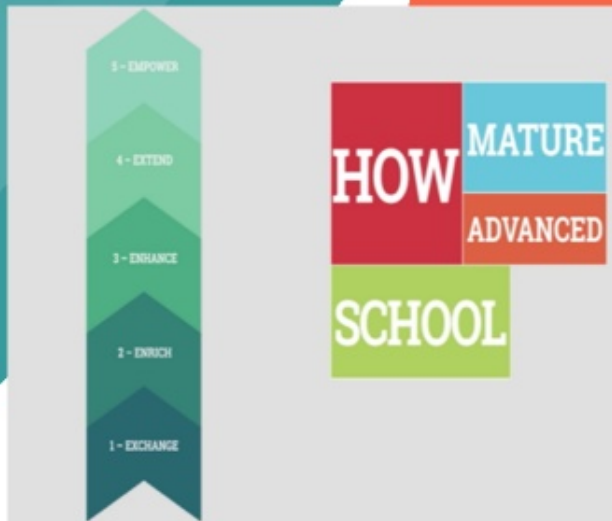 5 - EMPOWER
4 - EXTEND
3 - ENHANCE
2 - ENRICH
1 - EXCHANGE
HOW
MATURE
ADVANCED
SCHOOL